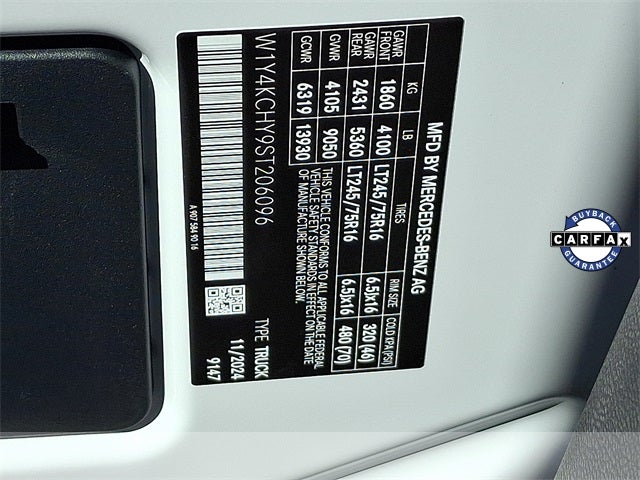 MFD BY MERCEDES-BENZ AG
KG LB TIRES RIM SIZE COLD KPA [PSI]
GAWR FRONT 1860 4100 LT245/75R16 6.5Jx16 320 (46)
GAWR REAR 2431 5360 LT245/75R16 6.5Jx16 480 (70)
GVWR 4105 9050
GCWR 6319 13930
THIS VEHICLE CONFORMS TO ALL APPLICABLE FEDERAL
VEHICLE SAFETY STANDARDS IN EFFECT ON THE DATE
OF MANUFACTURE SHOWN BELOW.
W1Y4KCHY9ST206096
TYPE TRUCK
11/2024
9147
A 907 584 90 16
BUYBACK
CARFAX
GUARANTEE